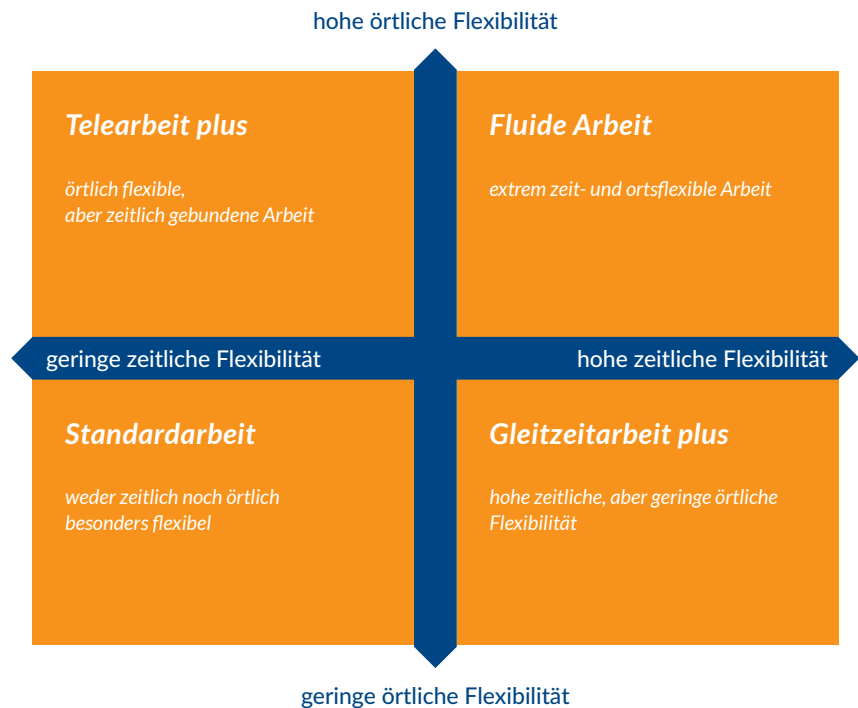 hohe örtliche Flexibilität
Telearbeit plus
örtlich flexible,
aber zeitlich gebundene Arbeit
Fluide Arbeit
extrem zeit- und ortsflexible Arbeit
geringe zeitliche Flexibilität
hohe zeitliche Flexibilität
Standardarbeit
weder zeitlich noch örtlich
besonders flexibel
Gleitzeitarbeit plus
hohe zeitliche, aber geringe örtliche
Flexibilität
geringe örtliche Flexibilität